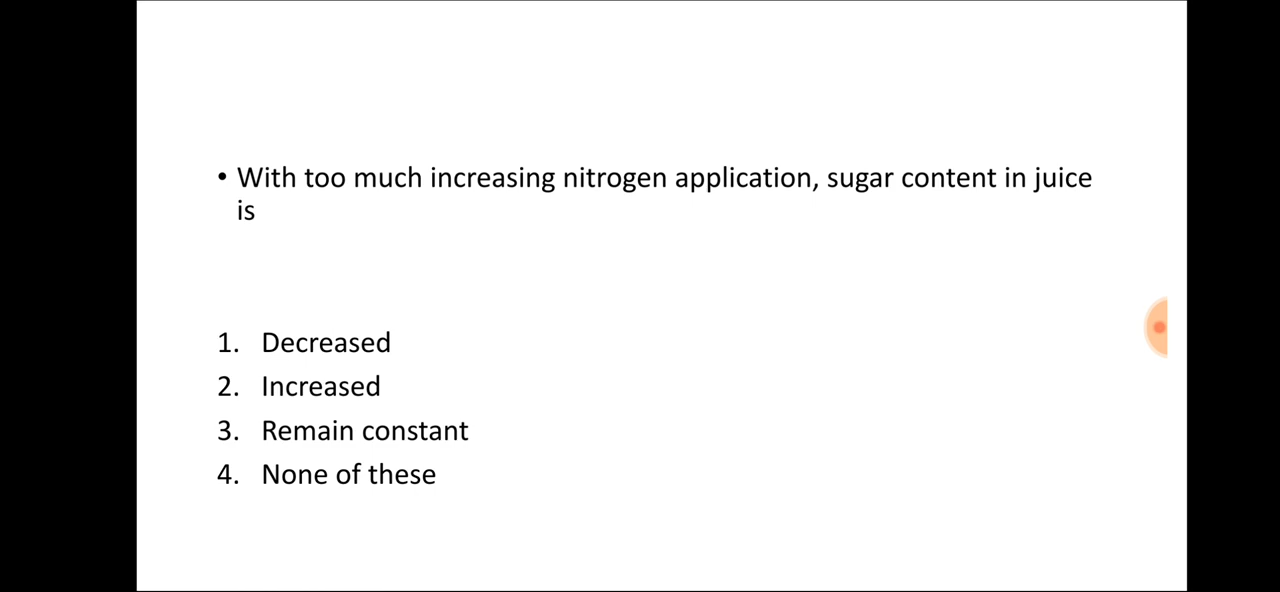 • With too much increasing nitrogen application, sugar content in juice
is
1. Decreased
2. Increased
3. Remain constant
4. None of these